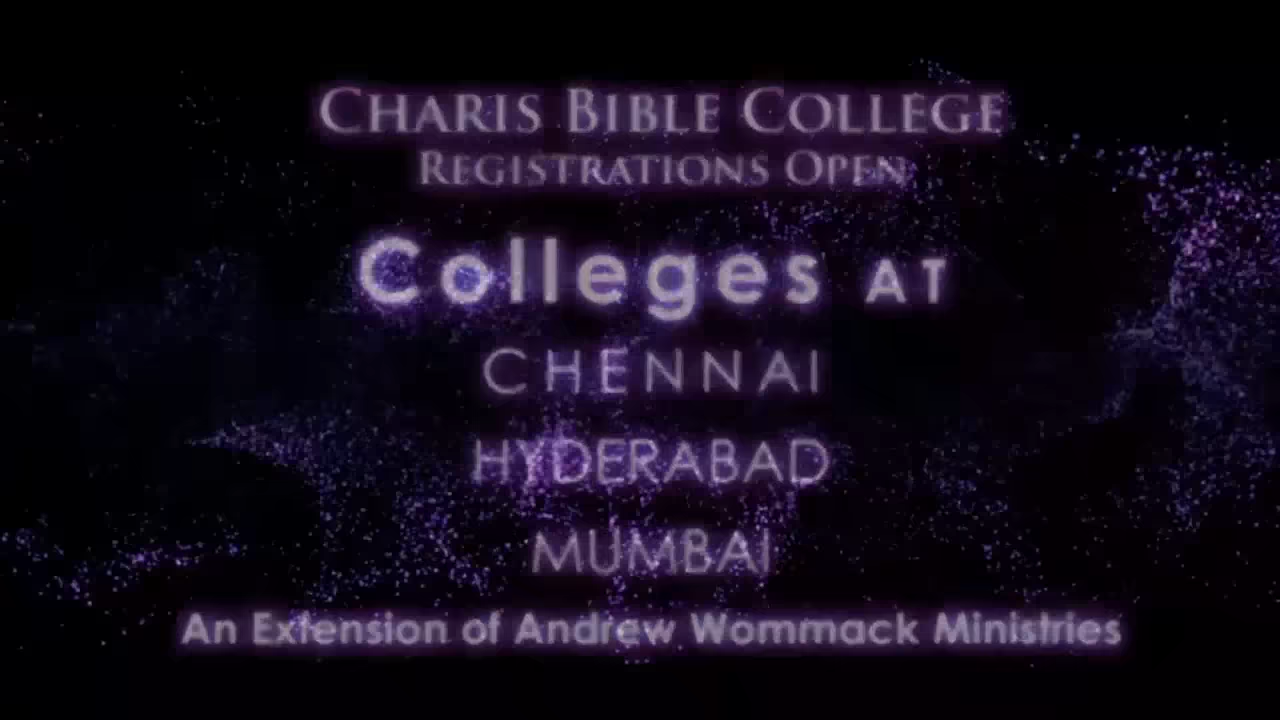 CHARIS BIBLE COLLEGE
REGISTRATIONS OPEN
Colleges AT
CHENNAI
HYDERABAD
MUMBAI
An Extension of Andrew Wommack Ministries